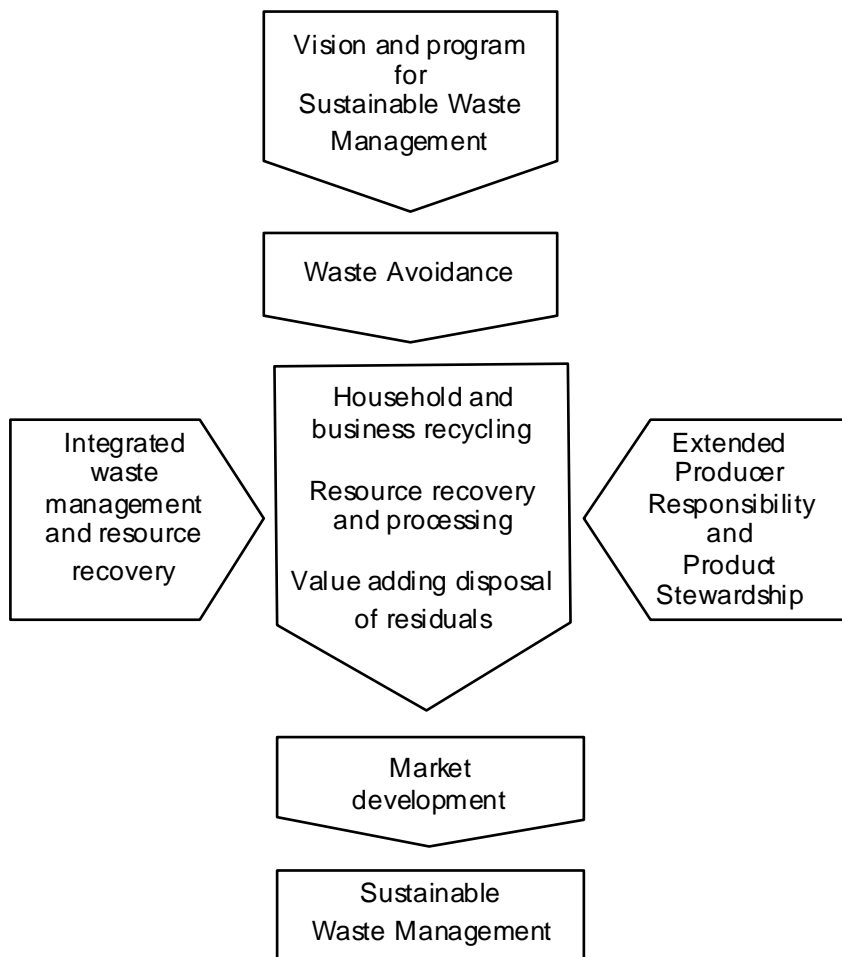 Vision and program
for
Sustainable Waste
Management
Waste Avoidance
Household and
business recycling
Resource recovery
and processing
Value adding disposal
of residuals
Integrated
waste
management
and resource
recovery
Extended
Producer
Responsibility
and
Product
Stewardship
Market
development
Sustainable
Waste Management